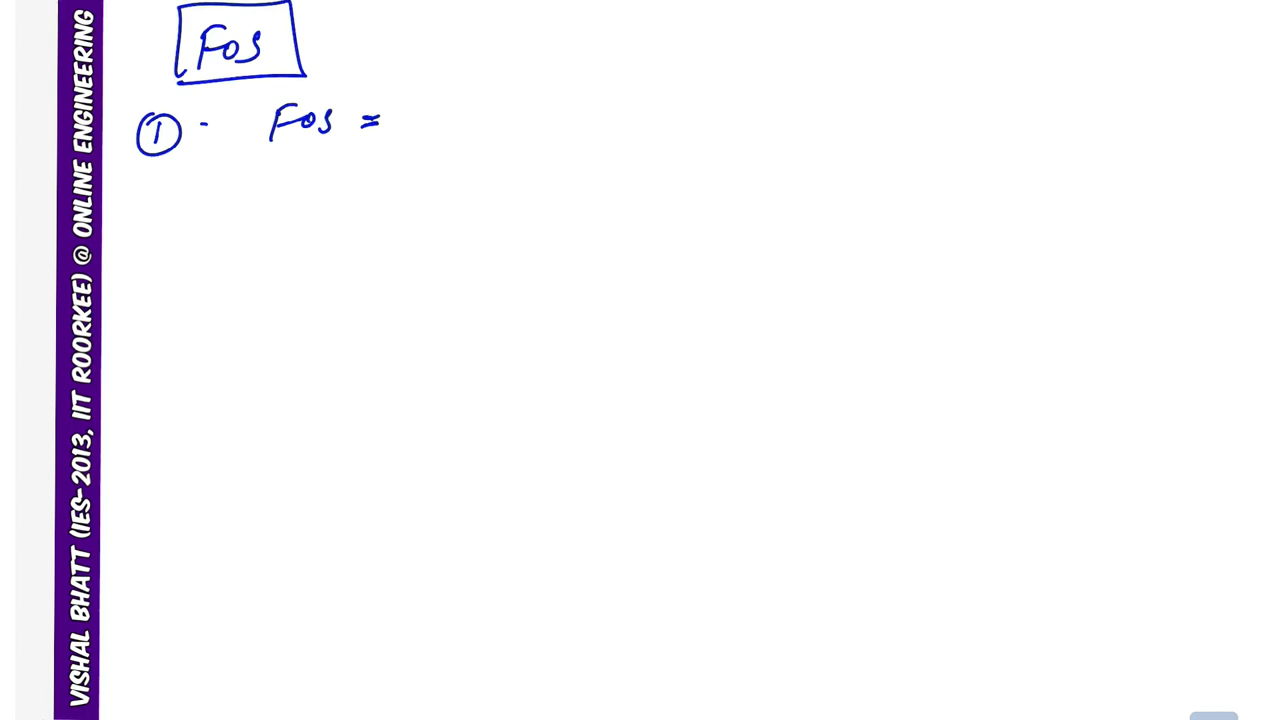 FOS
① - FOS =
VISHAL BHATT (IES-2013, IIT ROORKEE) @ ONLINE ENGINEERING